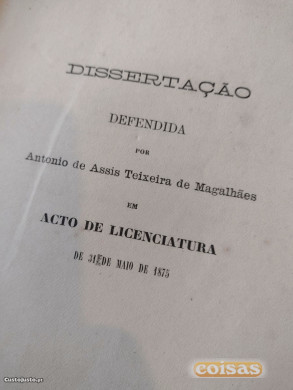 DISSERTAÇÃO
DEFENDIDA
POR
Antonio de Assis Teixeira de Magalhães
EM
ACTO DE LICENCIATURA
DE 31 DE MAIO DE 1875
CustoJusto.pt
coisas